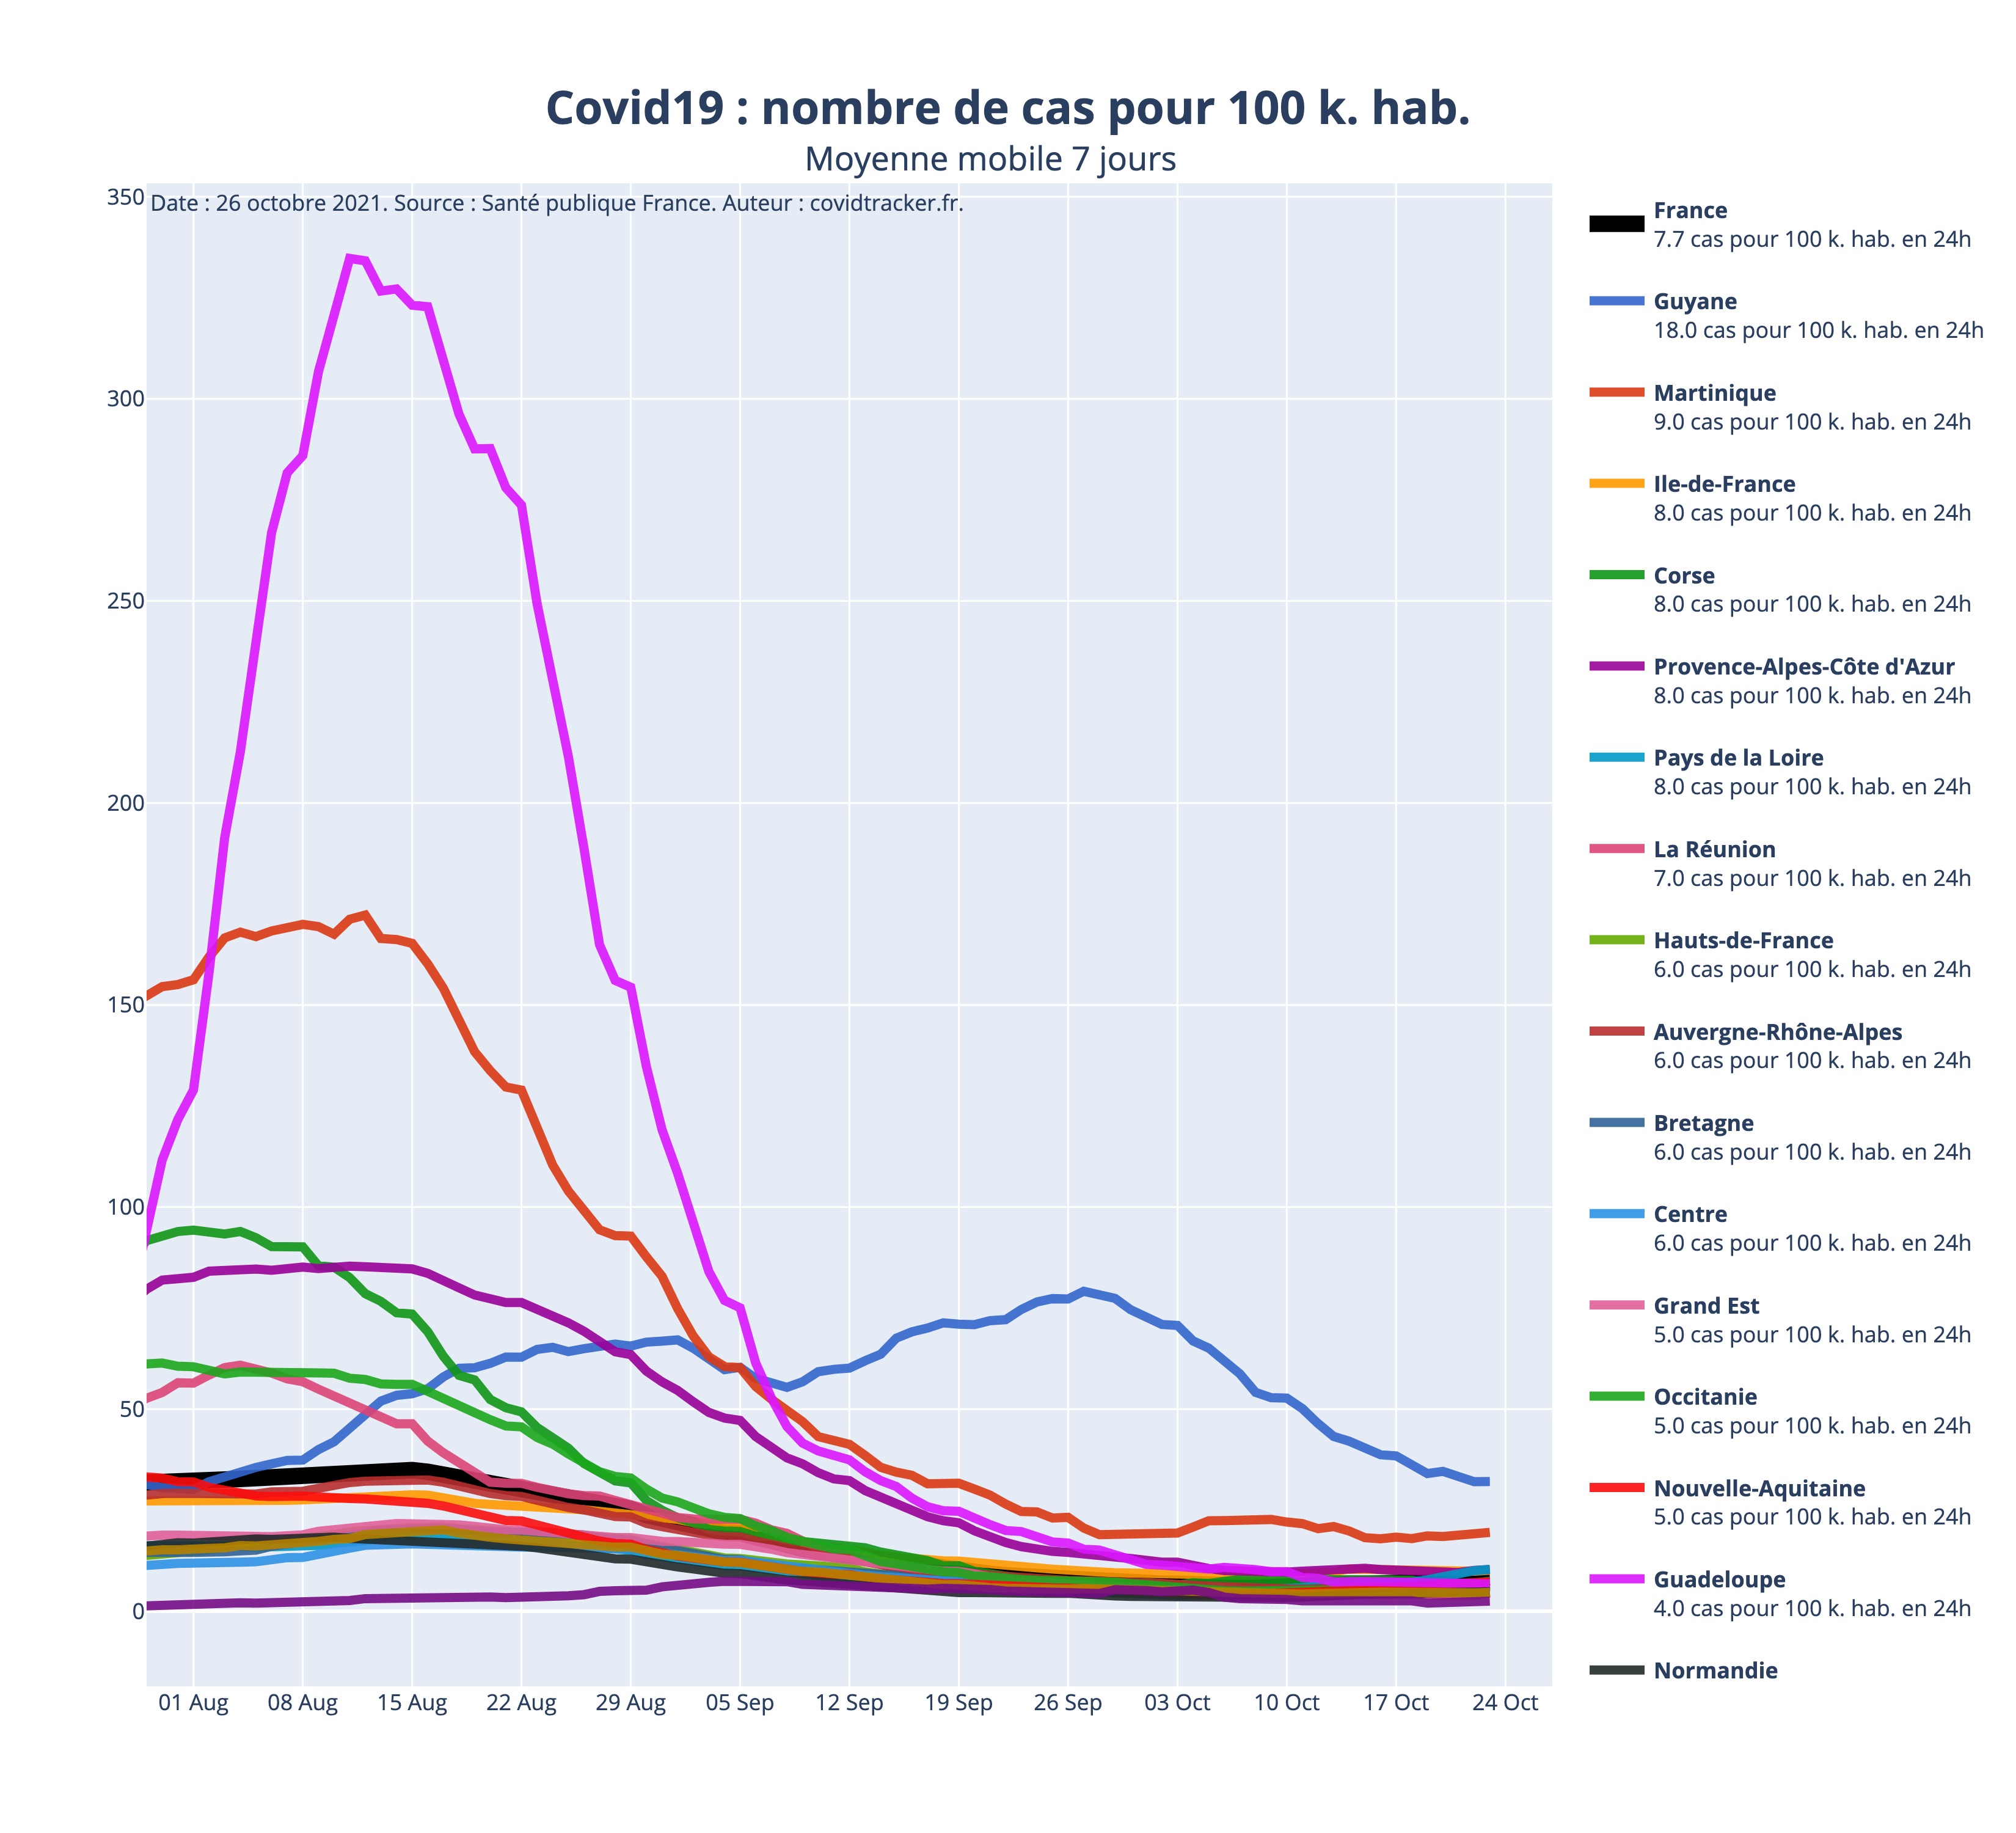 Covid19 : nombre de cas pour 100 k. hab.
Moyenne mobile 7 jours
Date : 26 octobre 2021. Source : Santé publique France. Auteur : covidtracker.fr.
350
300
250
200
150
100
50
0
01 Aug
08 Aug
15 Aug
22 Aug
29 Aug
05 Sep
12 Sep
19 Sep
26 Sep
03 Oct
10 Oct
17 Oct
24 Oct
France
7.7 cas pour 100 k. hab. en 24h
Guyane
18.0 cas pour 100 k. hab. en 24h
Martinique
9.0 cas pour 100 k. hab. en 24h
Ile-de-France
8.0 cas pour 100 k. hab. en 24h
Corse
8.0 cas pour 100 k. hab. en 24h
Provence-Alpes-Côte d'Azur
8.0 cas pour 100 k. hab. en 24h
Pays de la Loire
8.0 cas pour 100 k. hab. en 24h
La Réunion
7.0 cas pour 100 k. hab. en 24h
Hauts-de-France
6.0 cas pour 100 k. hab. en 24h
Auvergne-Rhône-Alpes
6.0 cas pour 100 k. hab. en 24h
Bretagne
6.0 cas pour 100 k. hab. en 24h
Centre
6.0 cas pour 100 k. hab. en 24h
Grand Est
5.0 cas pour 100 k. hab. en 24h
Occitanie
5.0 cas pour 100 k. hab. en 24h
Nouvelle-Aquitaine
5.0 cas pour 100 k. hab. en 24h
Guadeloupe
4.0 cas pour 100 k. hab. en 24h
Normandie